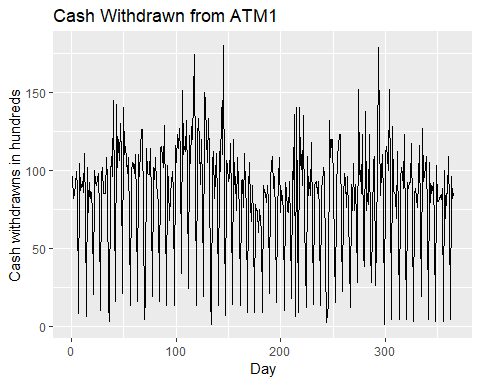 Cash Withdrawn from ATM1
Cash withdrawns in hundreds
150
100
50
0
0 100 200 300
Day